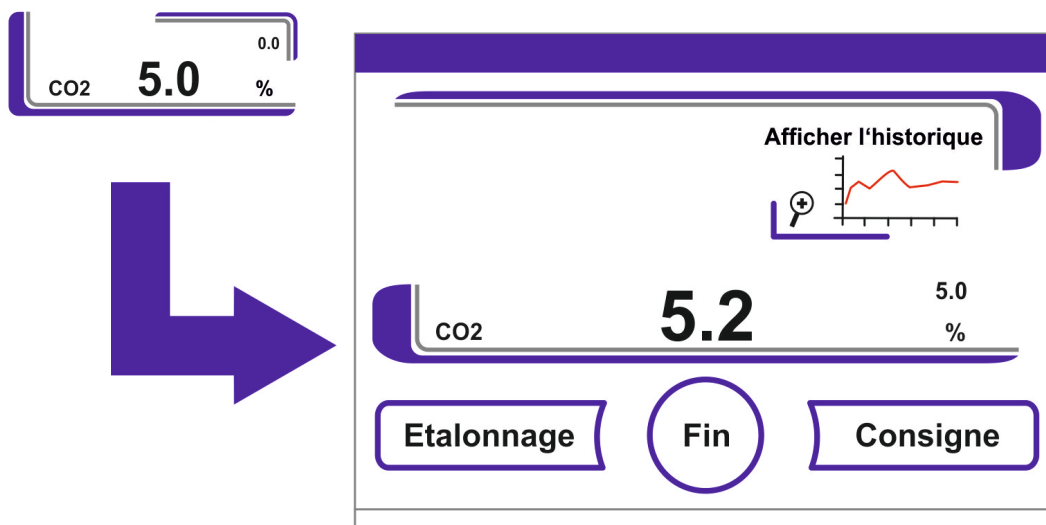 0.0
CO2 5.0 %
Afficher l'historique
5.0
CO2 5.2 %
Etalonnage Fin Consigne